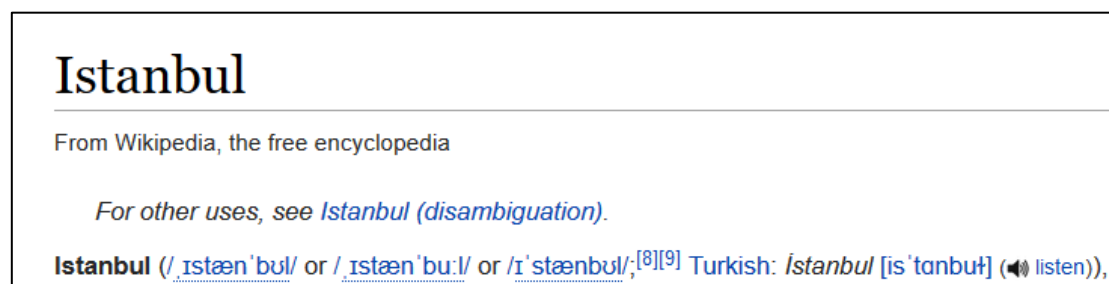 Istanbul
From Wikipedia, the free encyclopedia
For other uses, see Istanbul (disambiguation).
Istanbul (/ˌɪstænˈbʊl/ or /ˌɪstænˈbuːl/ or /ɪˈstænbʊl/;[8][9] Turkish: İstanbul [isˈtɑnbuɫ] (listen)),